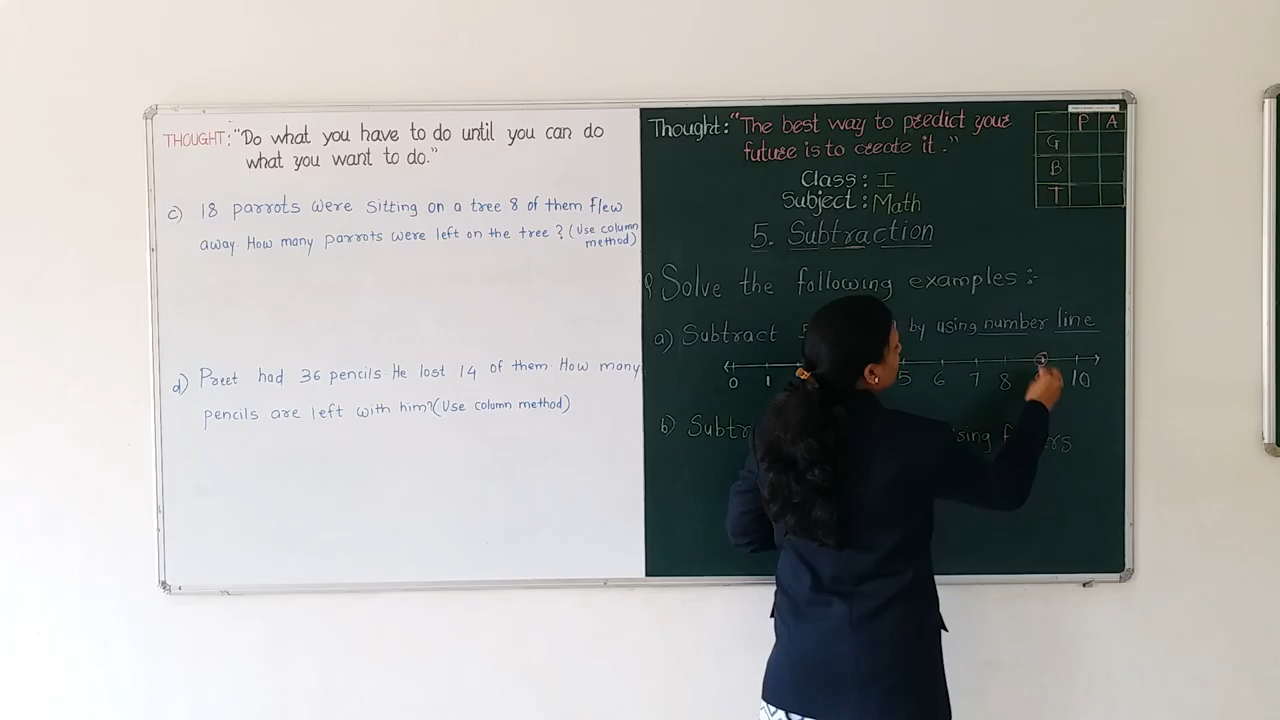 THOUGHT: "Do what you have to do until you can do
what you want to do."
c) 18 parrots were sitting on a tree 8 of them flew
away. How many parrots were left on the tree? (Use column
method)
d) Preet had 36 pencils He lost 14 of them. How many
pencils are left with him? (Use column method)
Thought: "The best way to predict your
future is to create it."
Class: I
Subject: Math
5. Subtraction
Solve the following examples:-
a) Subtract 5 by using number line
0 1 5 6 7 8 10
b)
P A
G
B
T